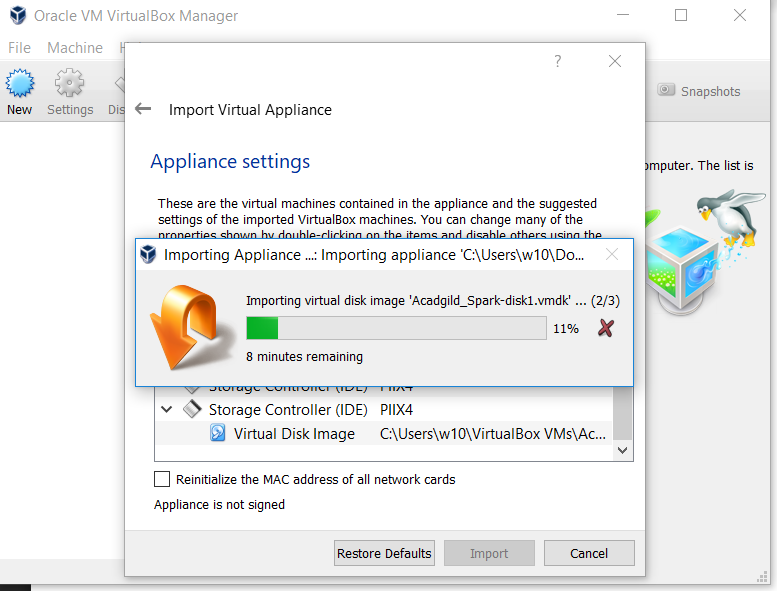 Oracle VM VirtualBox Manager
File Machine H
New Settings Dis
Snapshots
omputer. The list is
?
Import Virtual Appliance
Appliance settings
These are the virtual machines contained in the appliance and the suggested
settings of the imported VirtualBox machines. You can change many of the
properties shown by double-clicking on the items and disable others using the
Importing Appliance ...: Importing appliance 'C:\Users\w10\Do...
Importing virtual disk image 'Acadgild_Spark-disk1.vmdk' ... (2/3)
11%
8 minutes remaining
Storage Controller (IDE) PIIX4
Storage Controller (IDE) PIIX4
Virtual Disk Image C:\Users\w10\VirtualBox VMs\Ac...
Reinitialize the MAC address of all network cards
Appliance is not signed
Restore Defaults Import Cancel